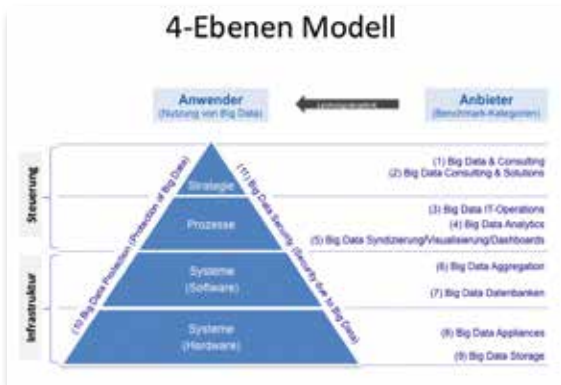 4-Ebenen Modell
Anwender
(Nutzung von Big Data)
Anbieter
(Benchmark-Kategorien)
Steuerung
Infrastruktur
Strategie
Prozesse
Systeme
(Software)
Systeme
(Hardware)
(10) Big Data Protection (Protection of Big Data)
(11) Big Data Security (Security due to Big Data)
(1) Big Data & Consulting
(2) Big Data Consulting & Solutions
(3) Big Data IT-Operations
(4) Big Data Analytics
(5) Big Data Syndizierung/Visualisierung/Dashboards
(6) Big Data Aggregation
(7) Big Data Datenbanken
(8) Big Data Appliances
(9) Big Data Storage